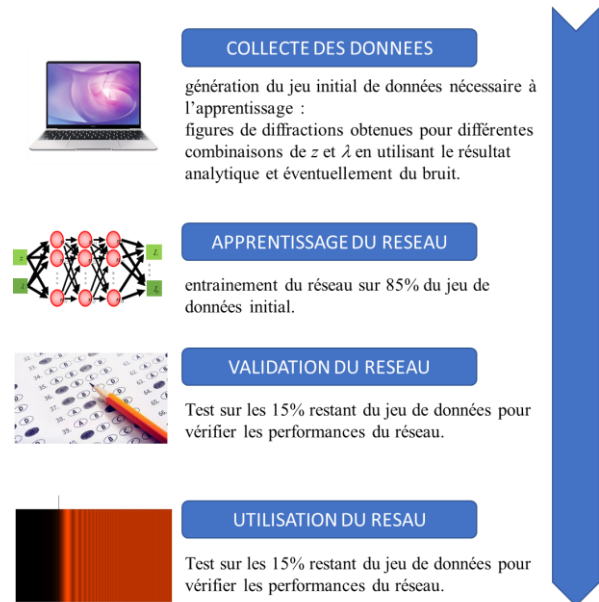 COLLECTE DES DONNEES
génération du jeu initial de données nécessaire à
l'apprentissage :
figures de diffractions obtenues pour différentes
combinaisons de z et λ en utilisant le résultat
analytique et éventuellement du bruit.
APPRENTISSAGE DU RESEAU
entrainement du réseau sur 85% du jeu de
données initial.
VALIDATION DU RESEAU
Test sur les 15% restant du jeu de données pour
vérifier les performances du réseau.
UTILISATION DU RESAU
Test sur les 15% restant du jeu de données pour
vérifier les performances du réseau.